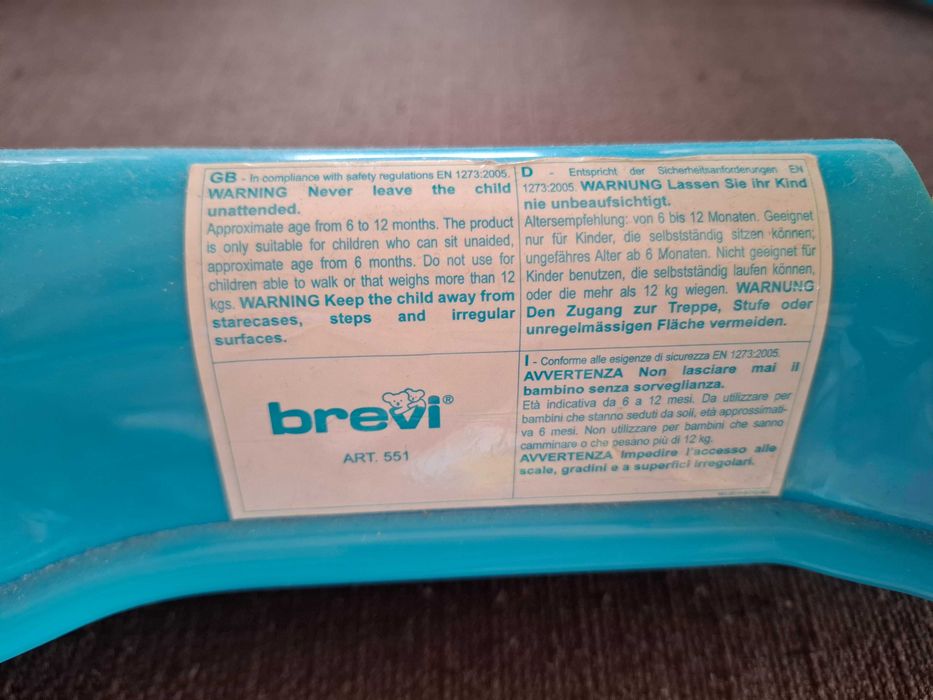 GB - In compliance with safety regulations EN 1273:2005.
WARNING Never leave the child
unattended.
Approximate age from 6 to 12 months. The product
is only suitable for children who can sit unaided,
approximate age from 6 months. Do not use for
children able to walk or that weighs more than 12
kgs. WARNING Keep the child away from
starecases, steps and irregular
surfaces.
D - Entspricht der Sicherheitsanforderungen EN
1273:2005. WARNUNG Lassen Sie ihr Kind
nie unbeaufsichtigt.
Altersempfehlung: von 6 bis 12 Monaten. Geeignet
nur für Kinder, die selbstständig sitzen können;
ungefähres Alter ab 6 Monaten. Nicht geeignet für
Kinder benutzen, die selbstständig laufen können,
oder die mehr als 12 kg wiegen. WARNUNG
Den Zugang zur Treppe, Stufe oder
unregelmässigen Fläche vermeiden.
brevi®
ART. 551
I - Conforme alle esigenze di sicurezza EN 1273:2005.
AVVERTENZA Non lasciare mai il
bambino senza sorveglianza.
Età indicativa da 6 a 12 mesi. Da utilizzare per
bambini che stanno seduti da soli, età approssimati-
va 6 mesi. Non utilizzare per bambini che sanno
camminare o che pesano più di 12 kg.
AVVERTENZA Impedire l'accesso alle
scale, gradini e a superfici irregolari.